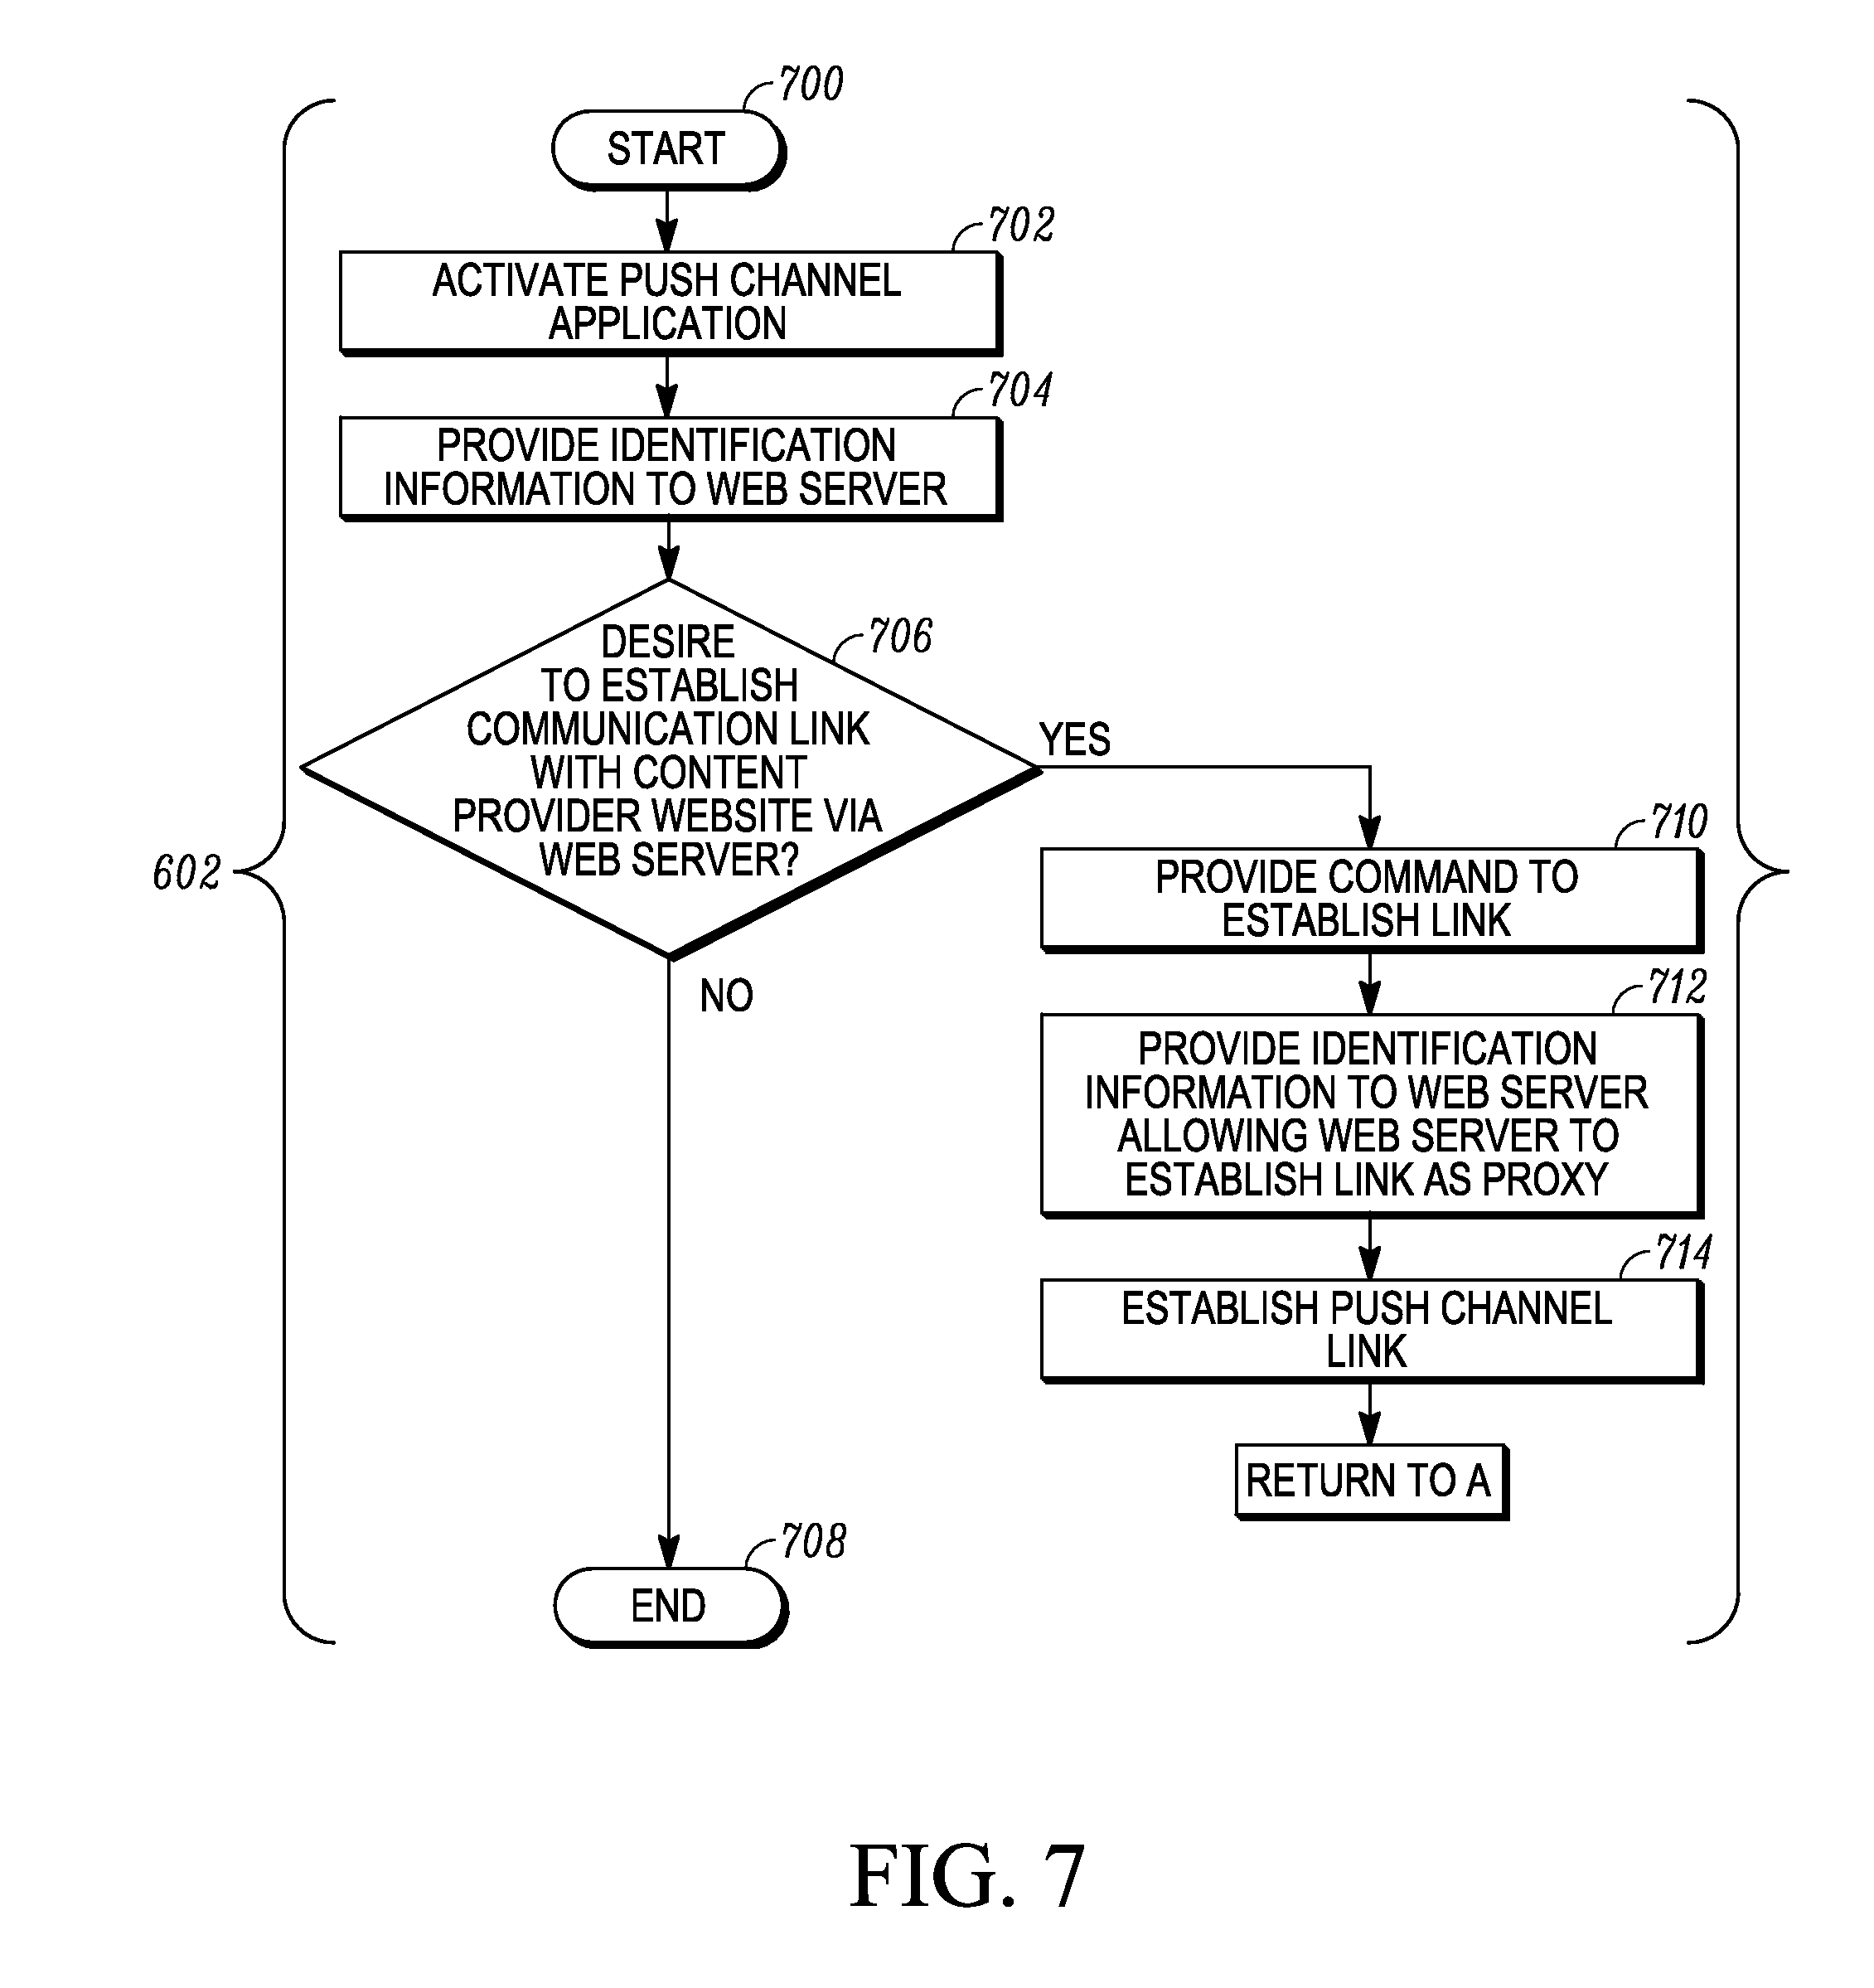 700
START
702
ACTIVATE PUSH CHANNEL
APPLICATION
704
PROVIDE IDENTIFICATION
INFORMATION TO WEB SERVER
706
DESIRE
TO ESTABLISH
COMMUNICATION LINK
WITH CONTENT
PROVIDER WEBSITE VIA
WEB SERVER?
YES
NO
602
710
PROVIDE COMMAND TO
ESTABLISH LINK
712
PROVIDE IDENTIFICATION
INFORMATION TO WEB SERVER
ALLOWING WEB SERVER TO
ESTABLISH LINK AS PROXY
714
ESTABLISH PUSH CHANNEL
LINK
RETURN TO A
708
END
FIG. 7